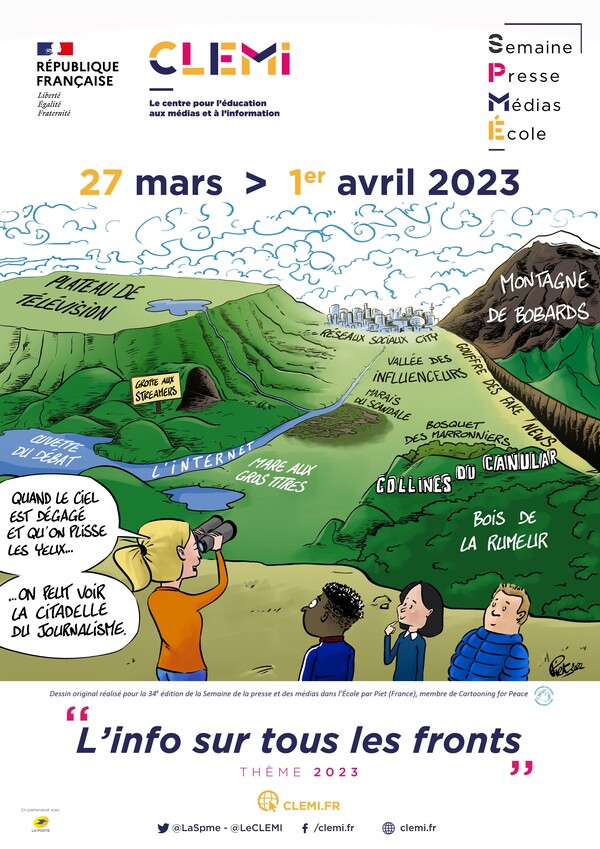 RÉPUBLIQUE
FRANÇAISE
Liberté
Égalité
Fraternité
CLEMI
Le centre pour l'éducation
aux médias et à l'information
Semaine
Presse
Médias
École
27 mars > 1er avril 2023
PLATEAU DE
TÉLÉVISION
MONTAGNE
DE BOBARDS
RÉSEAUX SOCIAUX CITY
VALLÉE DES
INFLUENCEURS
GOUFFRE DES FAKE NEWS
GROTTE AUX
STREAMERS
MARAIS
DU SCANDALE
BOSQUET
DES MARRONNIERS
CUVETTE
DU DÉBAT
L'INTERNET
MARE AUX
GROS TITRES
COLLINES DU CANULAR
BOIS DE
LA RUMEUR
QUAND LE CIEL
EST DÉGAGÉ
ET QU'ON PLISSE
LES YEUX...
...ON PEUT VOIR
LA CITADELLE
DU JOURNALISME.
Piet 2022
Dessin original réalisé pour la 34e édition de la Semaine de la presse et des médias dans l'École par Piet (France), membre de Cartooning for Peace
“L'info sur tous les fronts”
THÈME 2023
CLEMI.FR
En partenariat avec
LA POSTE
@LaSpme - @LeCLEMI /clemi.fr clemi.fr